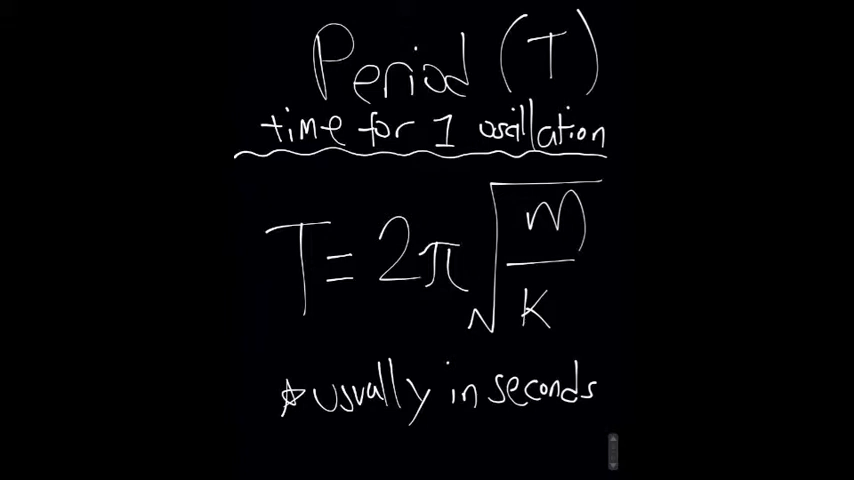 Period (T)
time for 1 oscillation
T = 2π√(m/k)
☆ usually in seconds